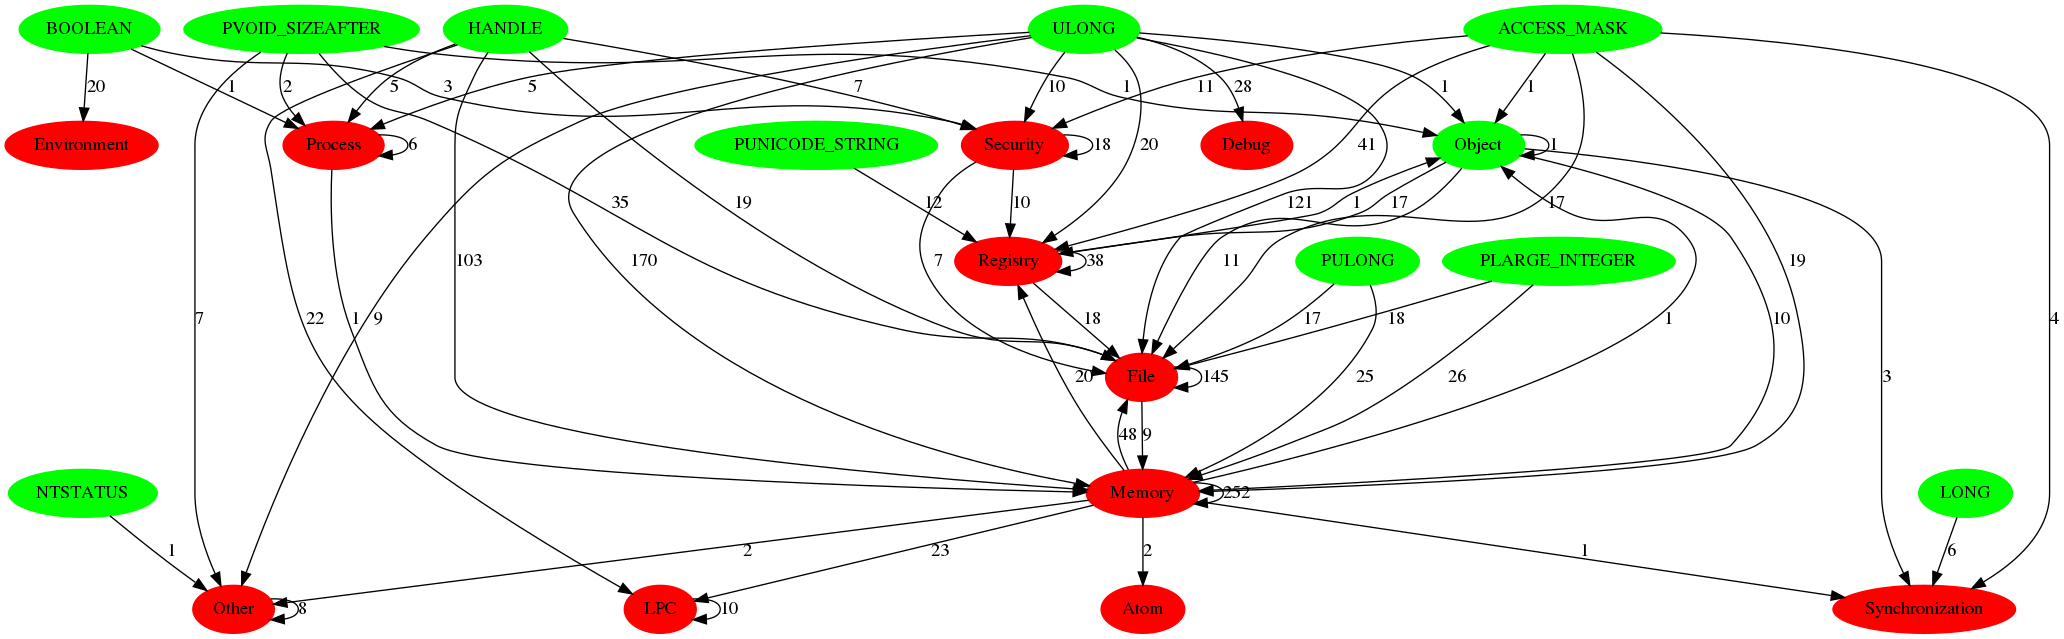 BOOLEAN PVOID_SIZEAFTER HANDLE ULONG ACCESS_MASK
20 1 2 5 5 3 7 10 1 28 11 1 1
Environment Process 6 PUNICODE_STRING Security 18 Debug Object 1
35 19 12 10 20 121 41 1 17 17
7 103 170 7 Registry 38 11 PULONG PLARGE_INTEGER 19
7 22 1 9 18 17 18 1 10 4
20 File 145 25 26 3
48 9
NTSTATUS Memory 252 LONG
1 2 23 2 1 6
Other 8 LPC 10 Atom Synchronization